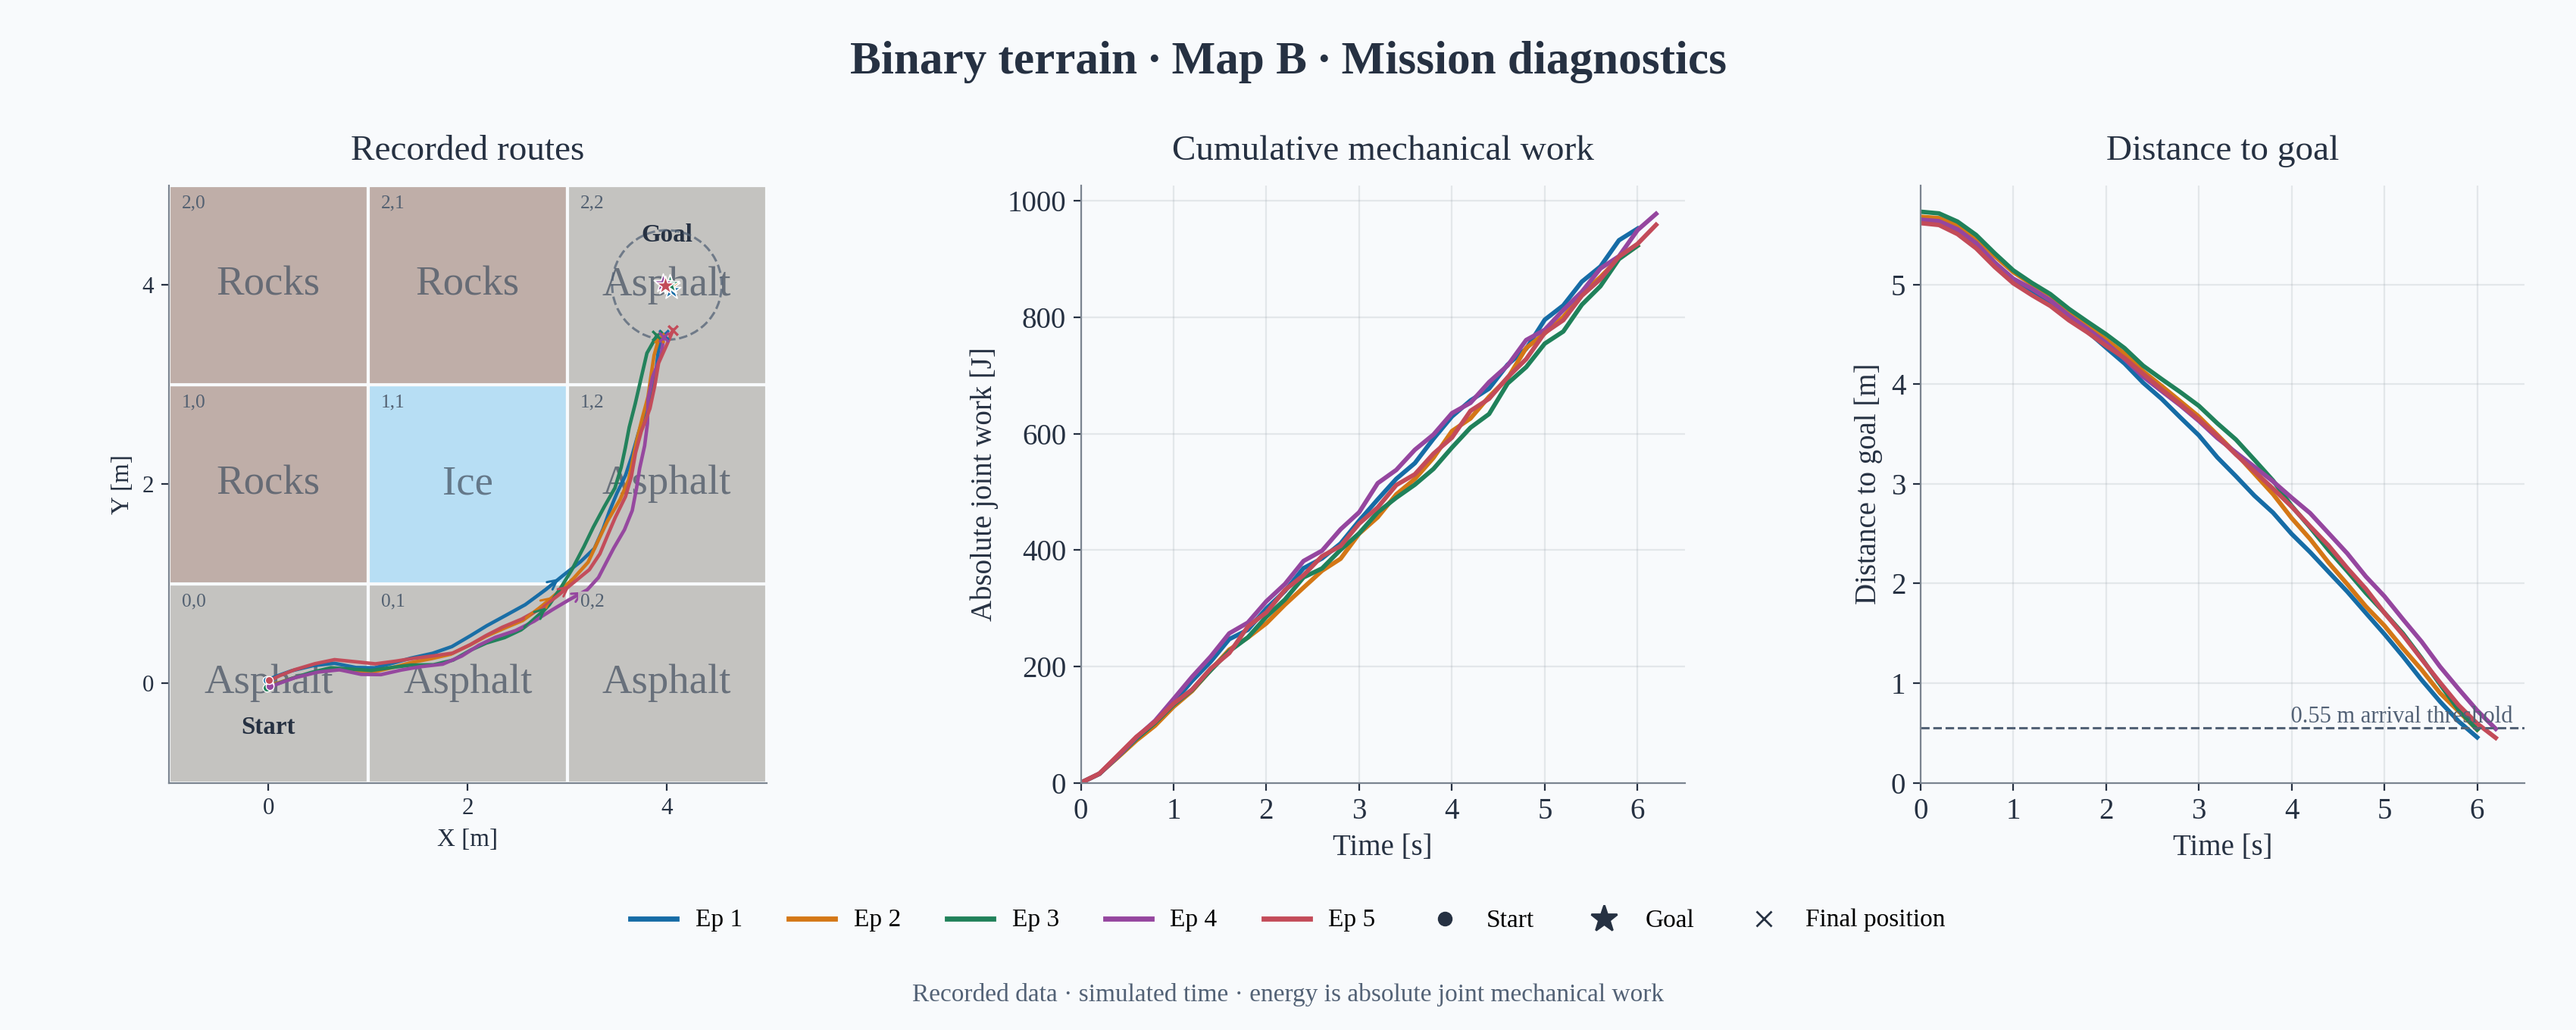 Binary terrain · Map B · Mission diagnostics
Recorded routes
2,0
2,1
2,2
Goal
Rocks
Rocks
Asphalt
1,0
1,1
1,2
Rocks
Ice
Asphalt
0,0
0,1
0,2
Asphalt
Asphalt
Asphalt
Start
4
2
0
Y [m]
0
2
4
X [m]
Cumulative mechanical work
1000
800
600
400
200
0
Absolute joint work [J]
0
1
2
3
4
5
6
Time [s]
Distance to goal
5
4
3
2
1
0
Distance to goal [m]
0.55 m arrival threshold
0
1
2
3
4
5
6
Time [s]
Ep 1
Ep 2
Ep 3
Ep 4
Ep 5
Start
Goal
Final position
Recorded data · simulated time · energy is absolute joint mechanical work